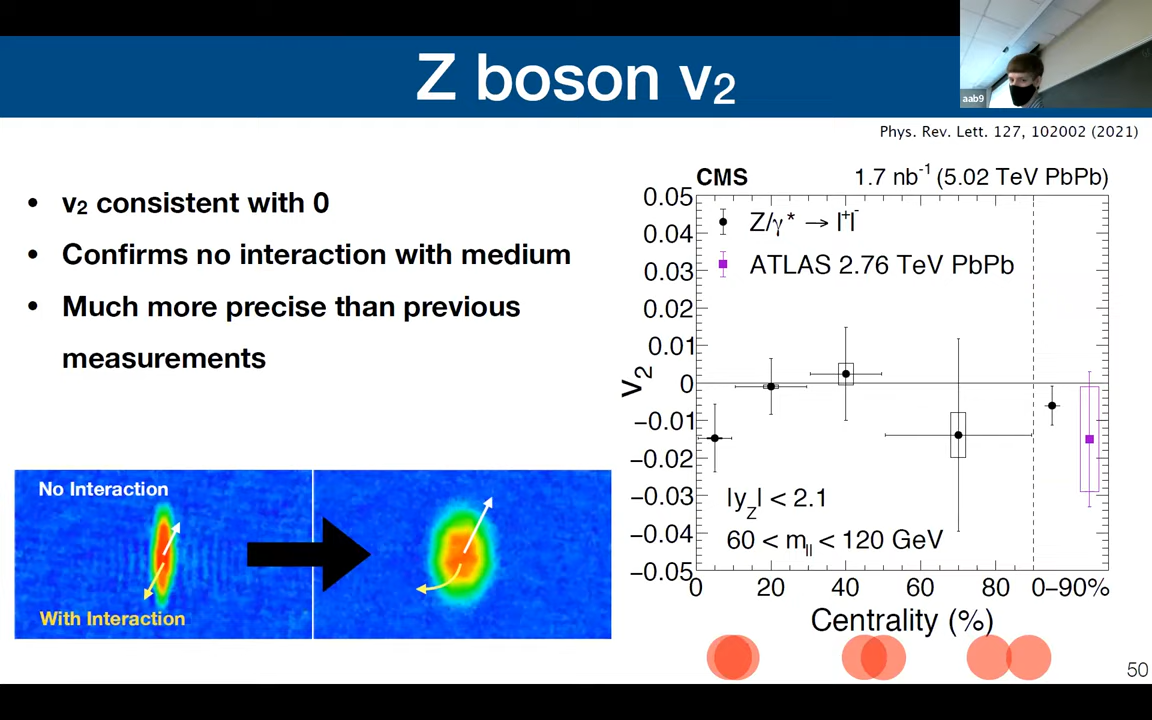 Z boson v2
aab9
Phys. Rev. Lett. 127, 102002 (2021)
• v2 consistent with 0
• Confirms no interaction with medium
• Much more precise than previous
measurements
No Interaction
With Interaction
CMS 1.7 nb-1 (5.02 TeV PbPb)
Z/γ* → l+l-
ATLAS 2.76 TeV PbPb
0.05
0.04
0.03
0.02
0.01
0
−0.01
−0.02
−0.03
−0.04
−0.05
v2
|yZ| < 2.1
60 < mll < 120 GeV
0 20 40 60 80 0−90%
Centrality (%)
50